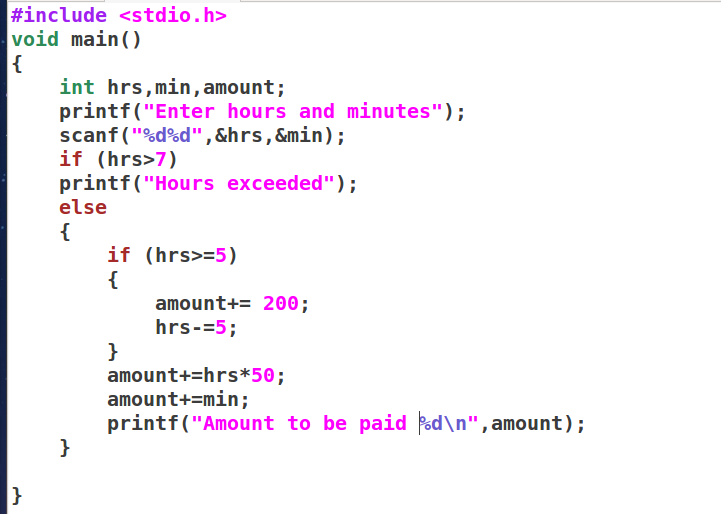 #include <stdio.h>
void main()
{
    int hrs,min,amount;
    printf("Enter hours and minutes");
    scanf("%d%d",&hrs,&min);
    if (hrs>7)
    printf("Hours exceeded");
    else
    {
        if (hrs>=5)
        {
            amount+= 200;
            hrs-=5;
        }
        amount+=hrs*50;
        amount+=min;
        printf("Amount to be paid %d\n",amount);
    }

}